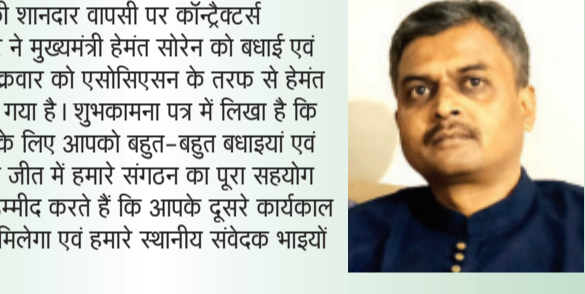 ी शानदार वापसी पर कॉन्ट्रैक्टर्स
ने मुख्यमंत्री हेमंत सोरेन को बधाई एवं
क्रवार को एसोसिएसन के तरफ से हेमंत
गया है। शुभकामना पत्र में लिखा है कि
के लिए आपको बहुत-बहुत बधाइयां एवं
जीत में हमारे संगठन का पूरा सहयोग
म्मीद करते हैं कि आपके दूसरे कार्यकाल
मिलेगा एवं हमारे स्थानीय संवेदक भाइयों